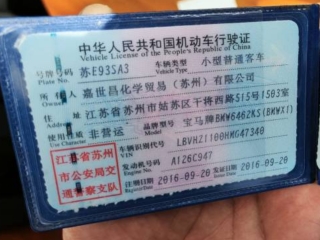 中华人民共和国机动车行驶证
Vehicle License of the People's Republic of China
号牌号码 苏E93SA3 车辆类型 小型普通客车
Plate No. Vehicle Type
所有人 嘉世昌化学贸易(苏州)有限公司
Owner
住址 江苏省苏州市姑苏区干将西路515号1503室
Address
使用性质 非营运 品牌型号 宝马牌BMW6462KS(BMWX1)
Use Character Model
江苏省苏州市公安局交通警察支队
车辆识别代号 LBVHZ1100HMG47340
VIN
发动机号码 A126C947
Engine No.
注册日期 2016-09-20 发证日期 2016-09-20